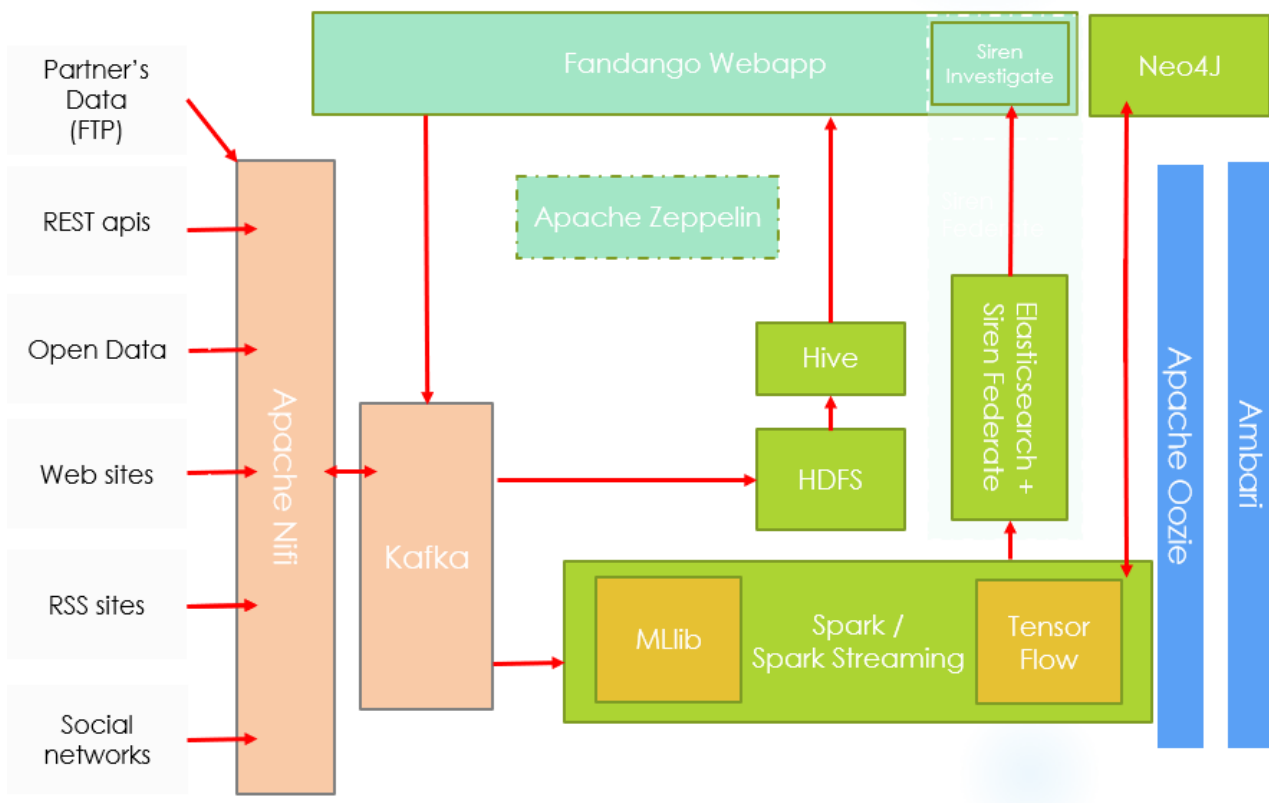 Partner's
Data
(FTP)
REST apis
Open Data
Web sites
RSS sites
Social
networks
Apache Nifi
Kafka
Fandango Webapp
Siren
Investigate
Neo4J
Apache Zeppelin
Hive
HDFS
Elasticsearch +
Siren Federate
MLlib
Spark /
Spark Streaming
Tensor
Flow
Apache Oozie
Ambari